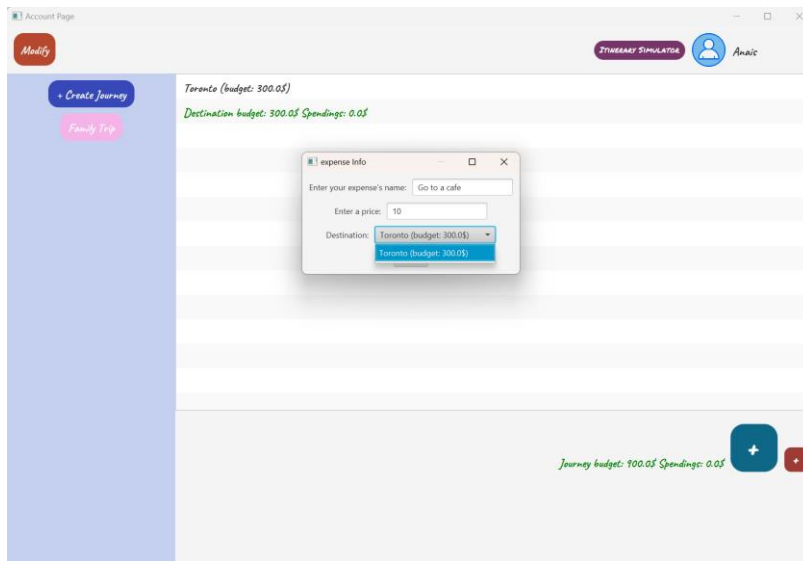 Account Page
Modify
Itinerary Simulator
Anaic
+ Create Journey
Family Trip
Toronto (budget: 300.0$)
Destination budget: 300.0$ Spendings: 0.0$
expense Info
Enter your expense's name: Go to a cafe
Enter a price: 10
Destination: Toronto (budget: 300.0$)
Toronto (budget: 300.0$)
+
Journey budget: 900.0$ Spendings: 0.0$
+